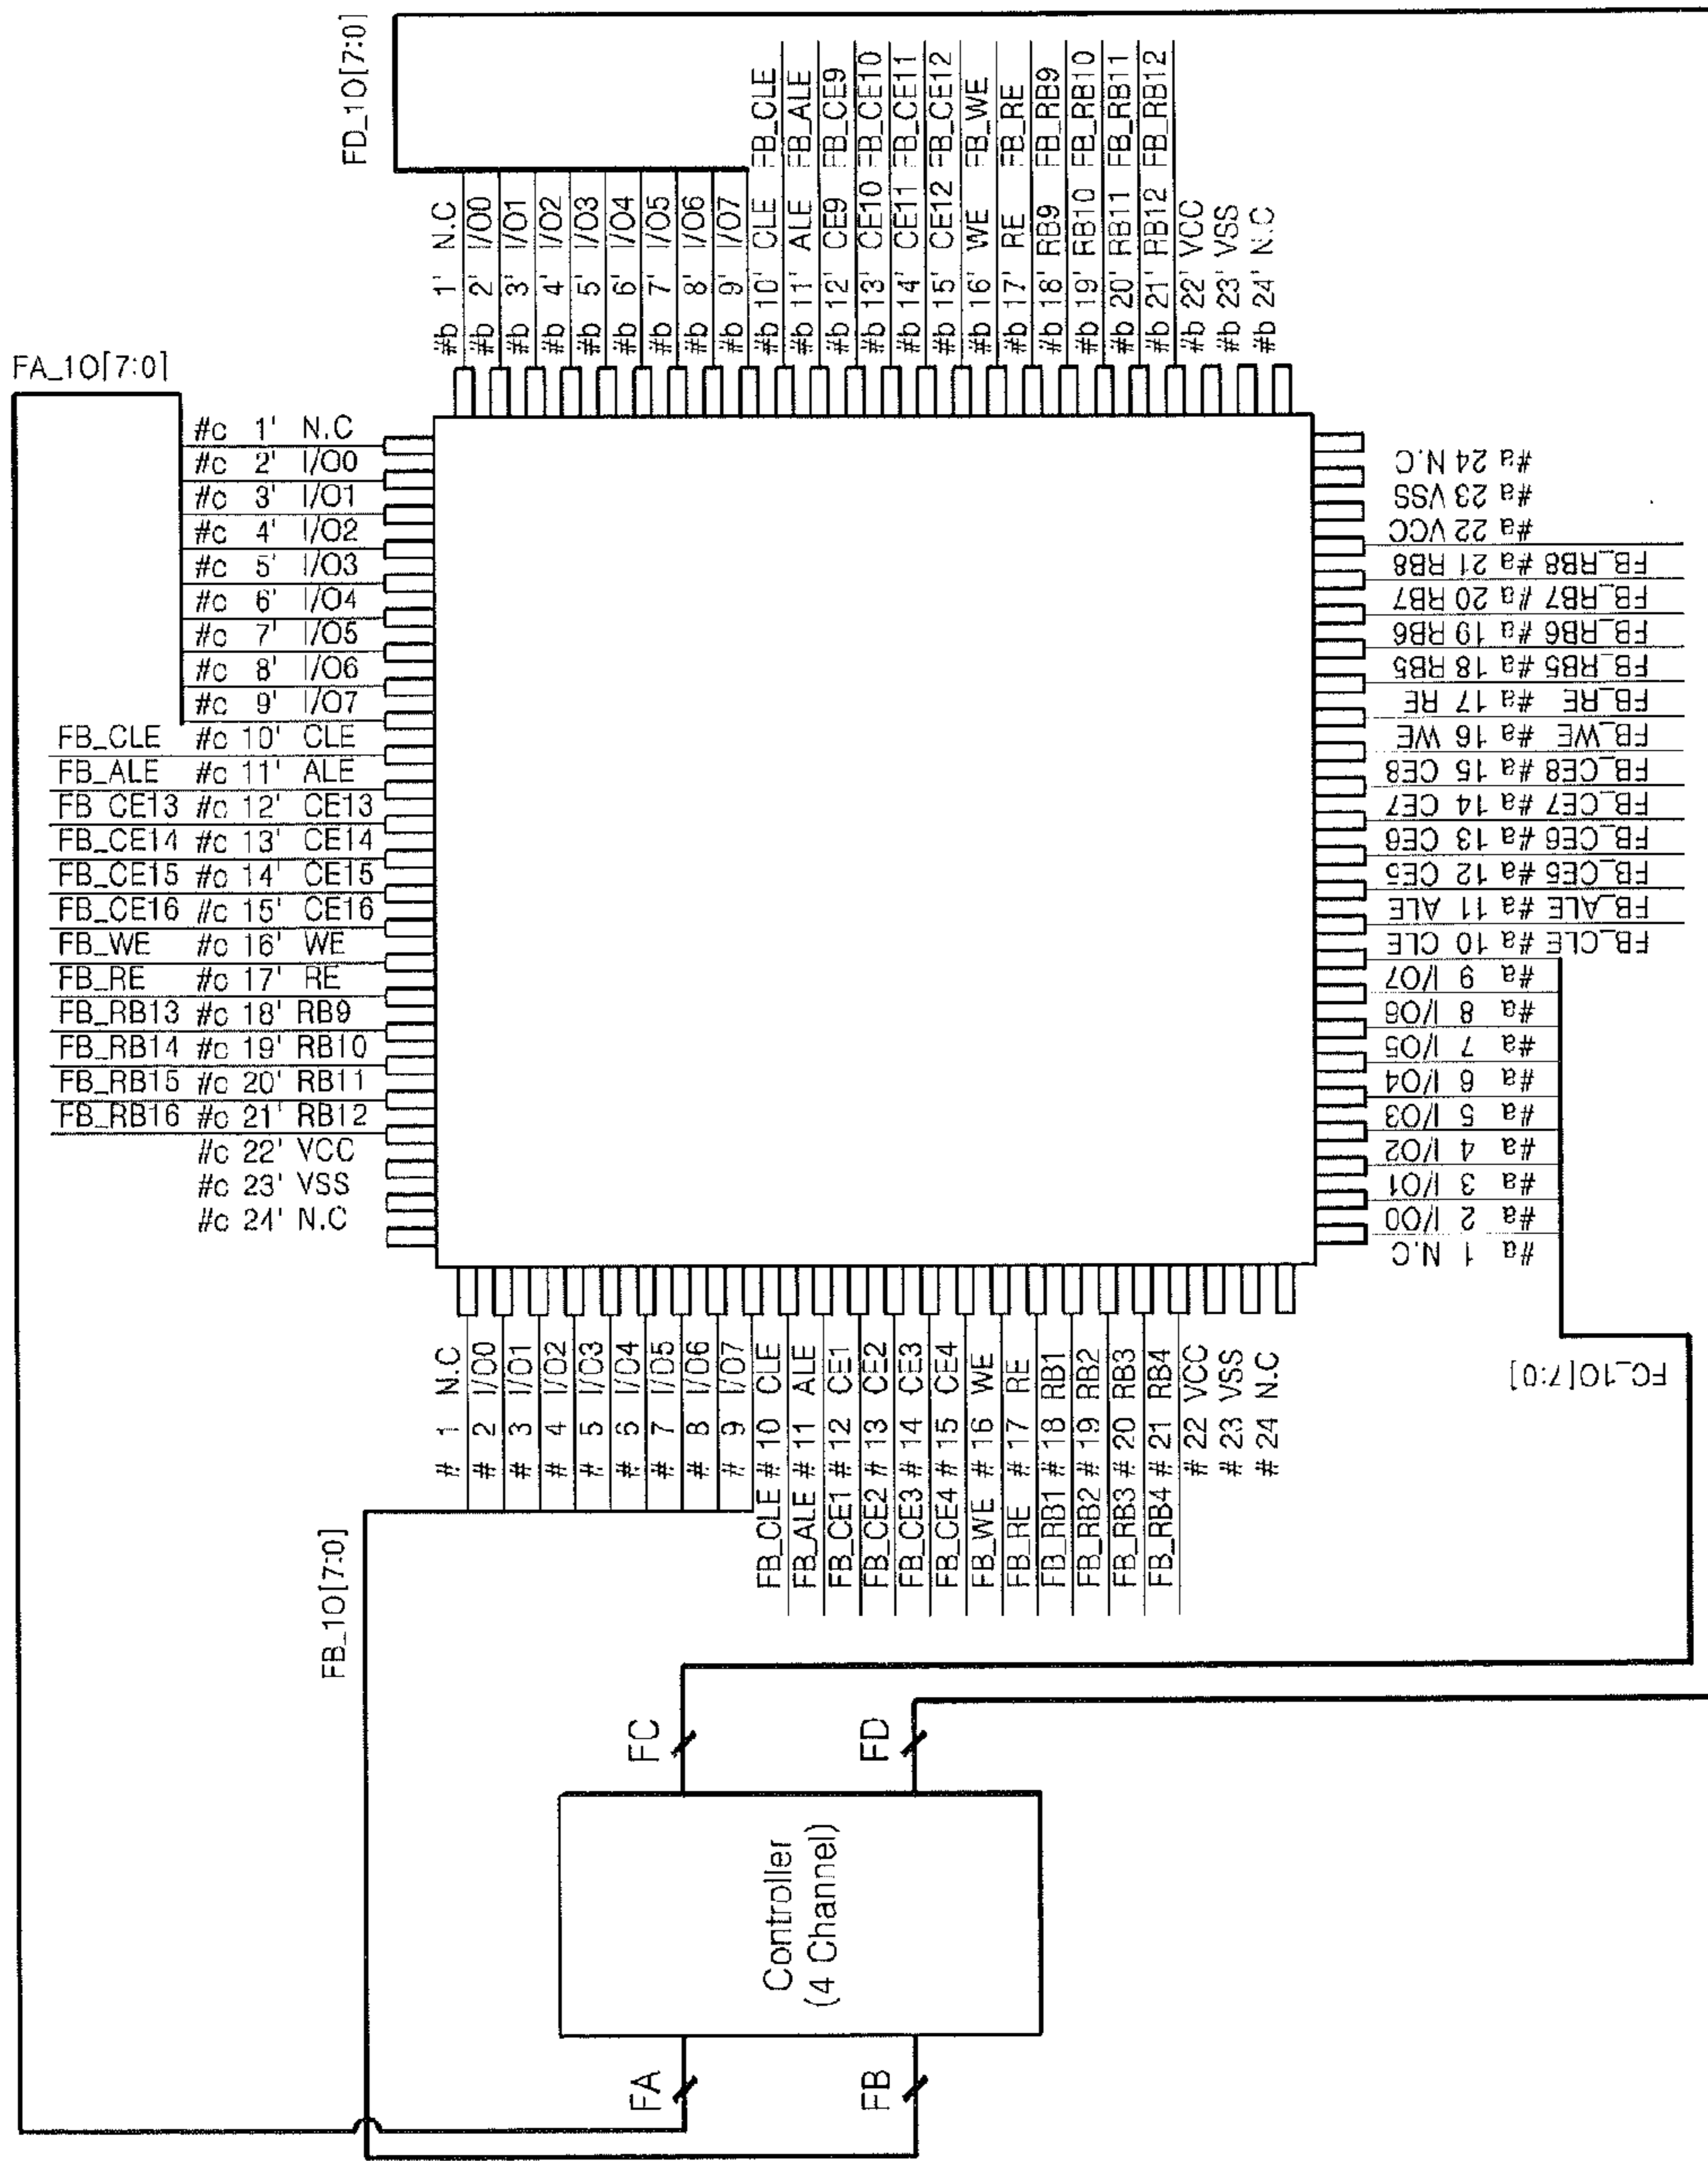 FD_1O[7:0]
#b 1' N.C
#b 2' I/O0
#b 3' I/O1
#b 4' I/O2
#b 5' I/O3
#b 6' I/O4
#b 7' I/O5
#b 8' I/O6
#b 9' I/O7
#b 10' CLE FB_CLE
#b 11' ALE FB_ALE
#b 12' CE9 FB_CE9
#b 13' CE10 FB_CE10
#b 14' CE11 FB_CE11
#b 15' CE12 FB_CE12
#b 16' WE FB_WE
#b 17' RE FB_RE
#b 18' RB9 FB_RB9
#b 19' RB10 FB_RB10
#b 20' RB11 FB_RB11
#b 21' RB12 FB_RB12
#b 22' VCC
#b 23' VSS
#b 24' N.C
FA_1O[7:0]
#c 1' N.C
#c 2' I/O0
#c 3' I/O1
#c 4' I/O2
#c 5' I/O3
#c 6' I/O4
#c 7' I/O5
#c 8' I/O6
#c 9' I/O7
FB_CLE #c 10' CLE
FB_ALE #c 11' ALE
FB_CE13 #c 12' CE13
FB_CE14 #c 13' CE14
FB_CE15 #c 14' CE15
FB_CE16 #c 15' CE16
FB_WE #c 16' WE
FB_RE #c 17' RE
FB_RB13 #c 18' RB9
FB_RB14 #c 19' RB10
FB_RB15 #c 20' RB11
FB_RB16 #c 21' RB12
#c 22' VCC
#c 23' VSS
#c 24' N.C
#a 24 N.C
#a 23 VSS
#a 22 VCC
FB_RB8 #a 21 RB8
FB_RB7 #a 20 RB7
FB_RB6 #a 19 RB6
FB_RB5 #a 18 RB5
FB_RE #a 17 RE
FB_WE #a 16 WE
FB_CE8 #a 15 CE8
FB_CE7 #a 14 CE7
FB_CE6 #a 13 CE6
FB_CE5 #a 12 CE5
FB_ALE #a 11 ALE
FB_CLE #a 10 CLE
#a 9 I/O7
#a 8 I/O6
#a 7 I/O5
#a 6 I/O4
#a 5 I/O3
#a 4 I/O2
#a 3 I/O1
#a 2 I/O0
#a 1 N.C
FC_1O[7:0]
# 1 N.C
# 2 I/O0
# 3 I/O1
# 4 I/O2
# 5 I/O3
# 6 I/O4
# 7 I/O5
# 8 I/O6
# 9 I/O7
FB_CLE # 10 CLE
FB_ALE # 11 ALE
FB_CE1 # 12 CE1
FB_CE2 # 13 CE2
FB_CE3 # 14 CE3
FB_CE4 # 15 CE4
FB_WE # 16 WE
FB_RE # 17 RE
FB_RB1 # 18 RB1
FB_RB2 # 19 RB2
FB_RB3 # 20 RB3
FB_RB4 # 21 RB4
# 22 VCC
# 23 VSS
# 24 N.C
FB_1O[7:0]
FC
FD
Controller
(4 Channel)
FA
FB